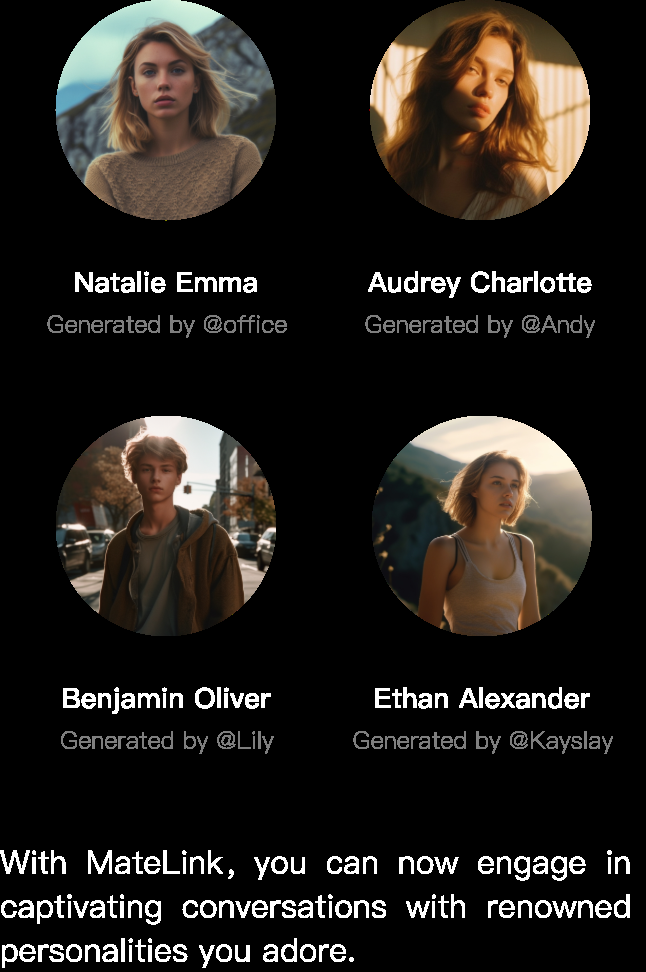 Natalie Emma
Audrey Charlotte
Generated by @office
Generated by @Andy
Benjamin Oliver
Ethan Alexander
Generated by @Lily
Generated by @Kayslay
With MateLink, you can now engage in
captivating conversations with renowned
personalities you adore.